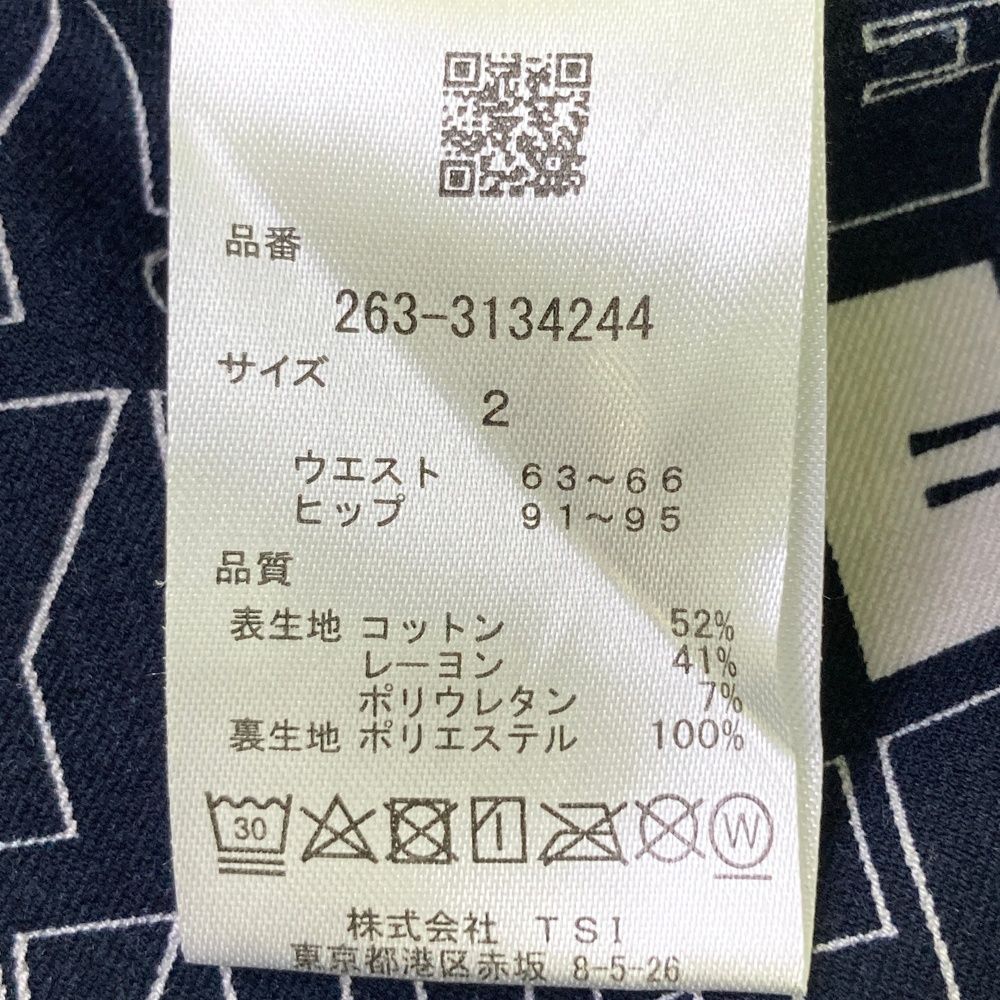 品番
263-3134244
サイズ
2
ウエスト 63~66
ヒップ 91~95
品質
表生地 コットン 52%
レーヨン 41%
ポリウレタン 7%
裏生地 ポリエステル 100%
30 W
株式会社 TSI
東京都港区赤坂 8-5-26